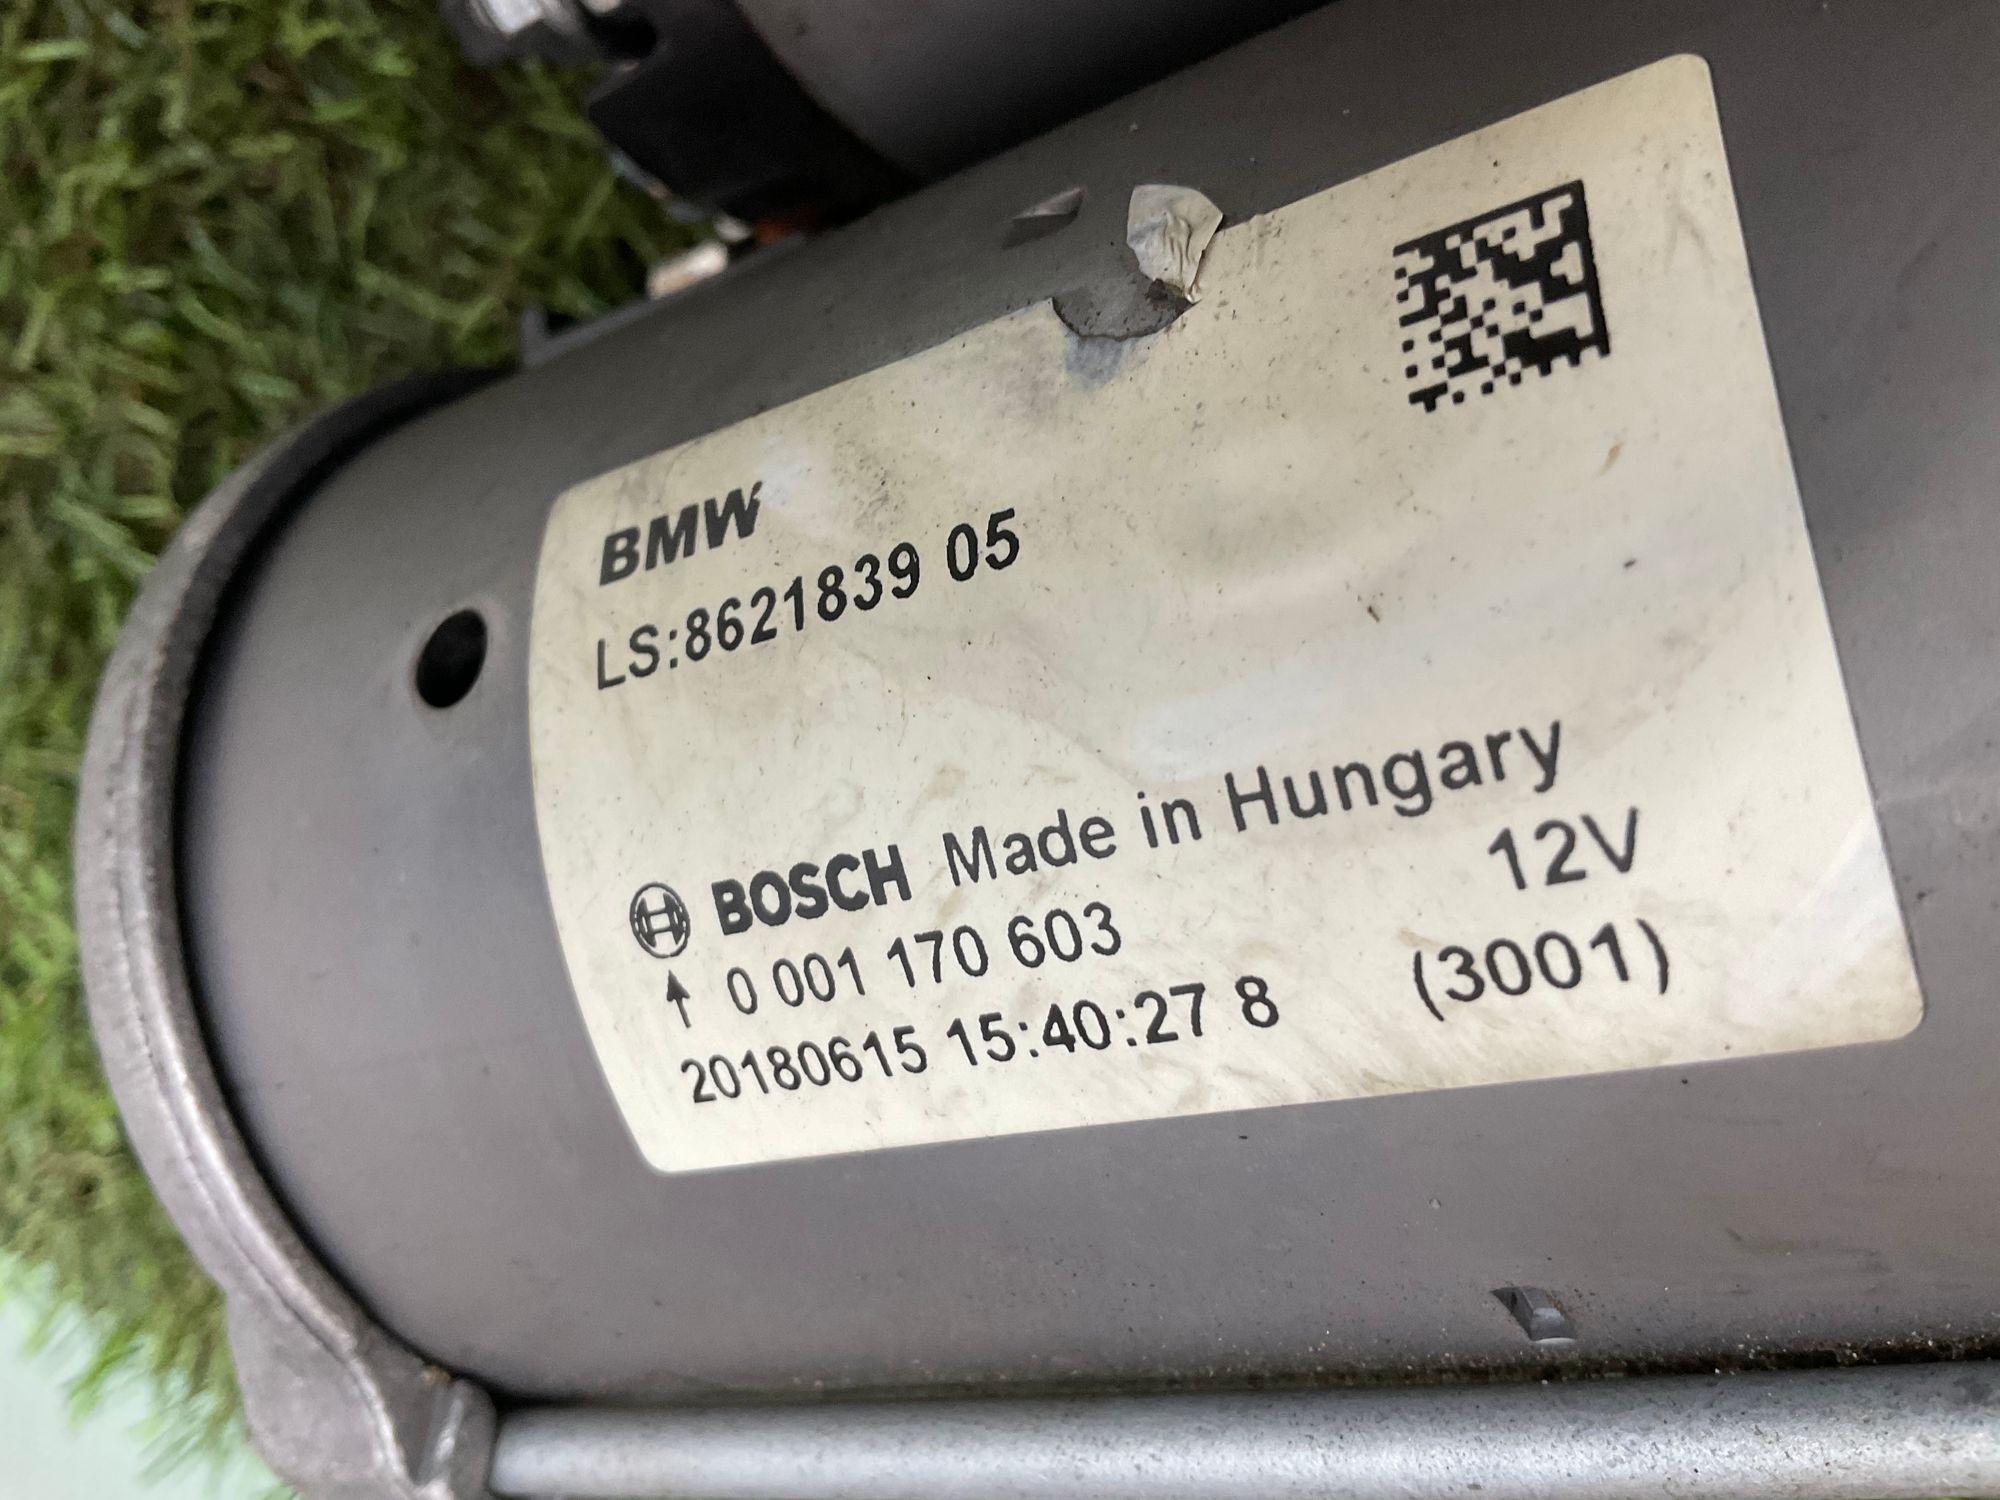 BMW
LS:8621839 05
BOSCH Made in Hungary
0 001 170 603 12V
20180615 15:40:27 8 (3001)